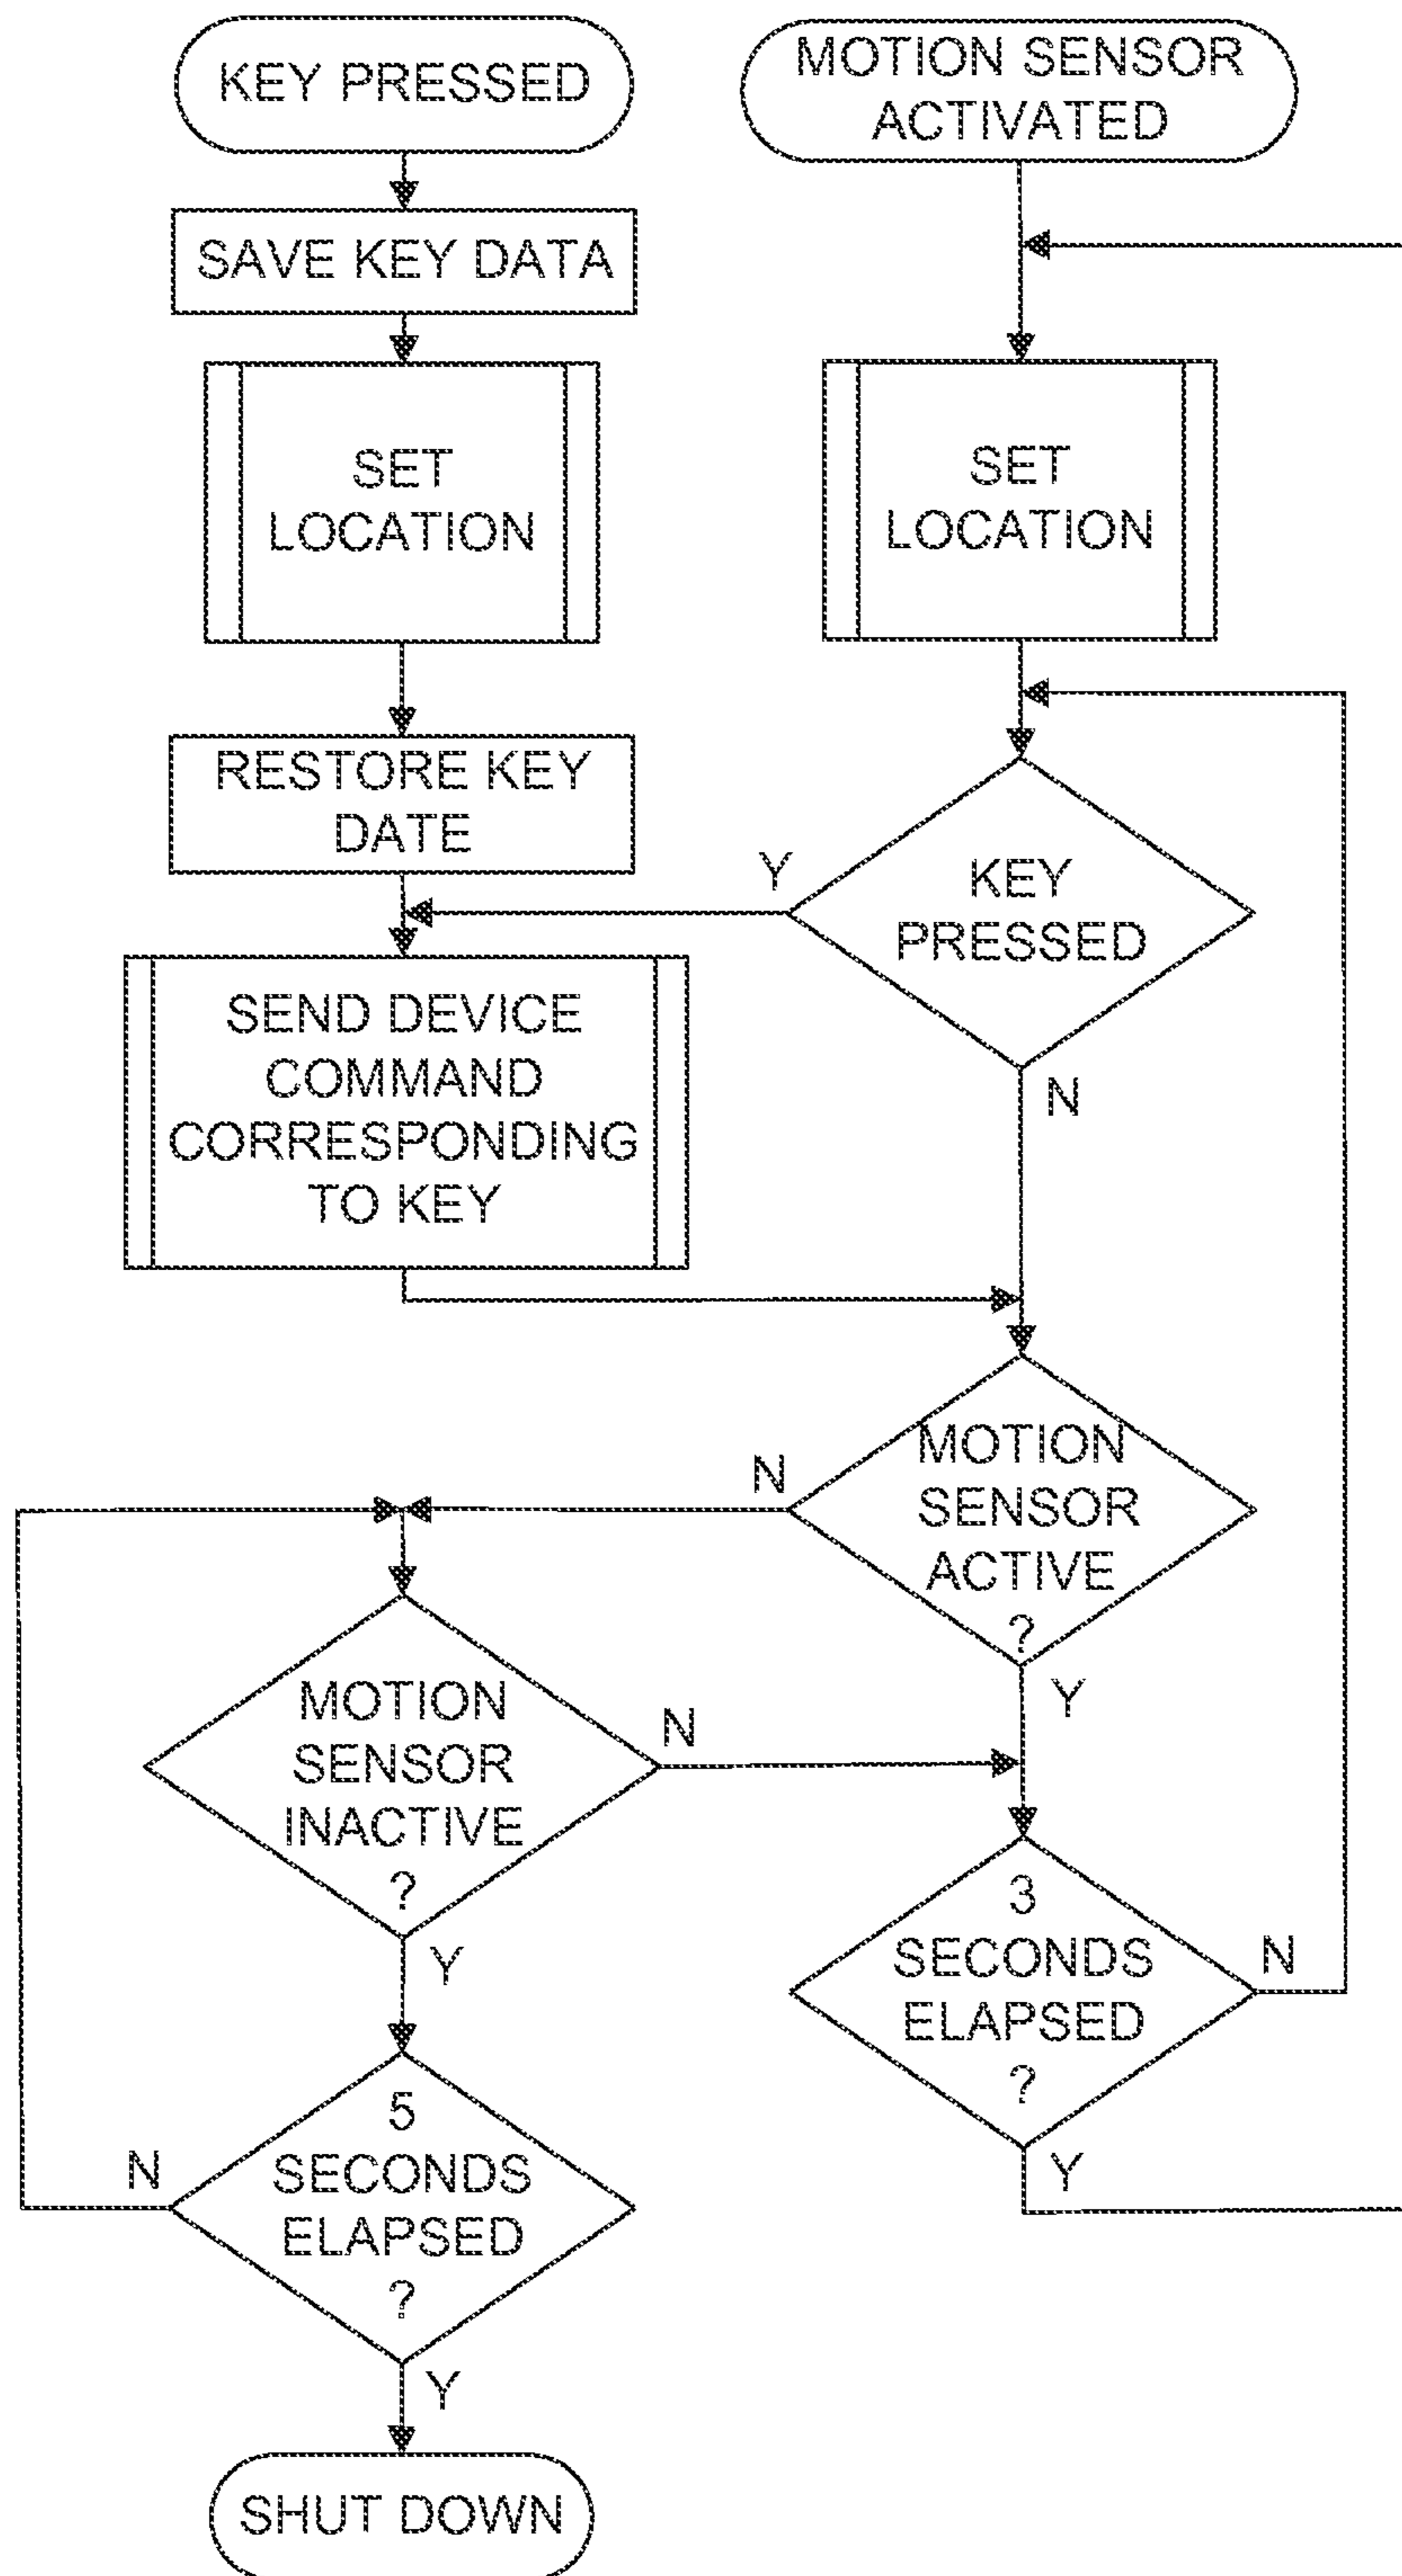 KEY PRESSED
MOTION SENSOR
ACTIVATED
SAVE KEY DATA
SET
LOCATION
SET
LOCATION
RESTORE KEY
DATE
Y
KEY
PRESSED
N
SEND DEVICE
COMMAND
CORRESPONDING
TO KEY
MOTION
SENSOR
ACTIVE
?
N
Y
MOTION
SENSOR
INACTIVE
?
N
Y
3
SECONDS
ELAPSED
?
N
Y
5
SECONDS
ELAPSED
?
N
Y
SHUT DOWN